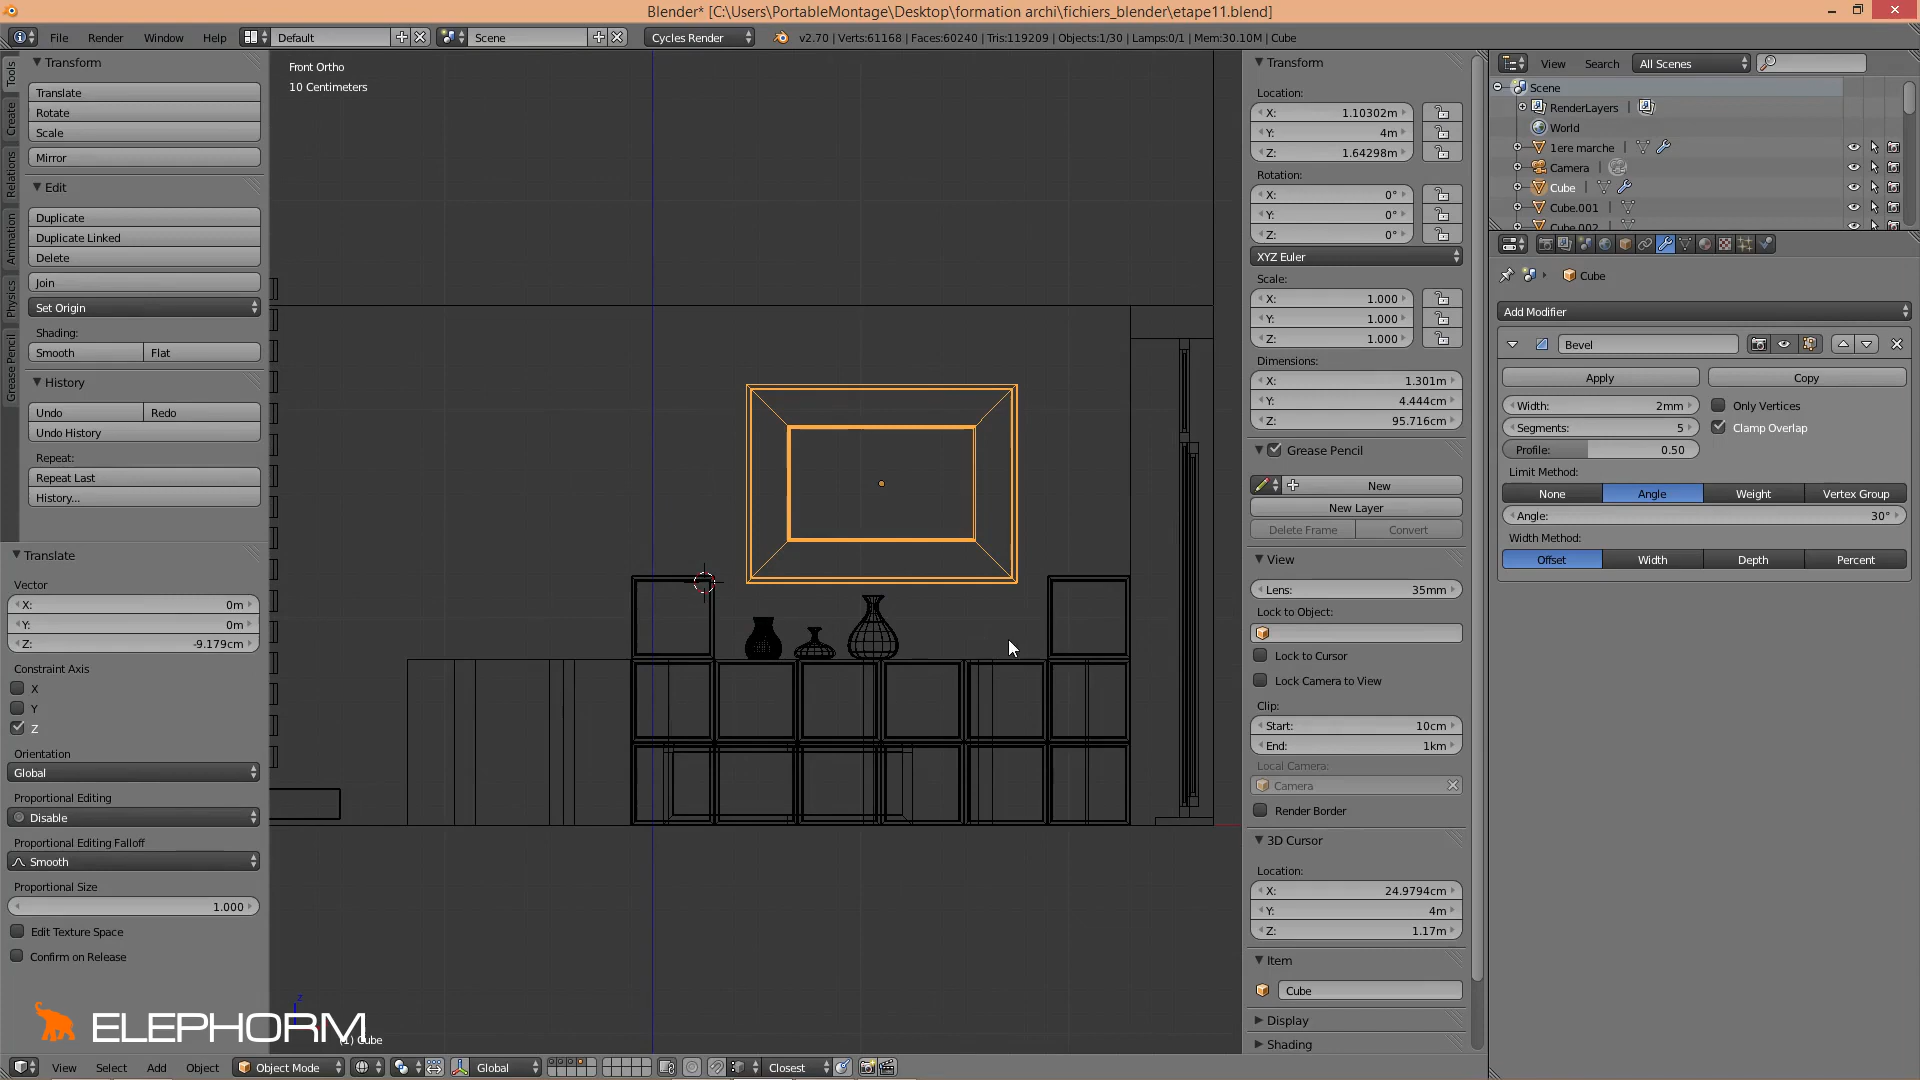 Blender* [C:\Users\PortableMontage\Desktop\formation archi\fichiers_blender\etape11.blend]
File
Render
Window
Help
Default
Scene
Cycles Render
v2.70 | Verts:61168 | Faces:60240 | Tris:119209 | Objects:1/30 | Lamps:0/1 | Mem:30.10M | Cube
Tools
Create
Relations
Animation
Physics
Grease Pencil
Transform
Translate
Rotate
Scale
Mirror
Edit
Duplicate
Duplicate Linked
Delete
Join
Set Origin
Shading:
Smooth
Flat
History
Undo
Redo
Undo History
Repeat:
Repeat Last
History...
Translate
Vector
X: 0m
Y: 0m
Z: -9.179cm
Constraint Axis
X
Y
Z
Orientation
Global
Proportional Editing
Disable
Proportional Editing Falloff
Smooth
Proportional Size
1.000
Edit Texture Space
Confirm on Release
ELEPHORM
Front Ortho
10 Centimeters
z
(1) Cube
View
Select
Add
Object
Object Mode
Global
Closest
Transform
Location:
X: 1.10302m
Y: 4m
Z: 1.64298m
Rotation:
X: 0°
Y: 0°
Z: 0°
XYZ Euler
Scale:
X: 1.000
Y: 1.000
Z: 1.000
Dimensions:
X: 1.301m
Y: 4.444cm
Z: 95.716cm
Grease Pencil
New
New Layer
Delete Frame
Convert
View
Lens: 35mm
Lock to Object:
Lock to Cursor
Lock Camera to View
Clip:
Start: 10cm
End: 1km
Local Camera:
Camera
Render Border
3D Cursor
Location:
X: 24.9794cm
Y: 4m
Z: 1.17m
Item
Cube
Display
Shading
View
Search
All Scenes
Scene
RenderLayers
World
1ere marche
Camera
Cube
Cube.001
Cube.002
Cube
Add Modifier
Bevel
Apply
Copy
Width: 2mm
Only Vertices
Segments: 5
Clamp Overlap
Profile: 0.50
Limit Method:
None
Angle
Weight
Vertex Group
Angle: 30°
Width Method:
Offset
Width
Depth
Percent